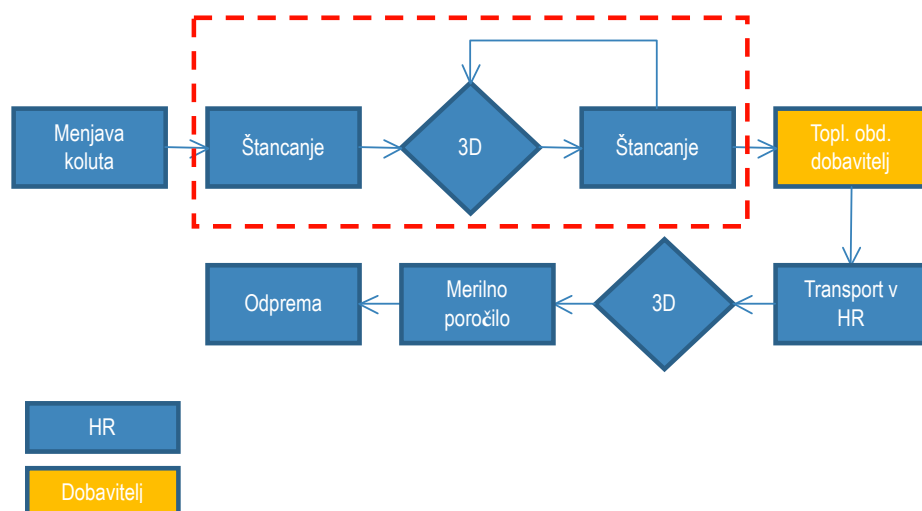 Menjava
koluta
Štancanje
3D
Štancanje
Topl. obd.
dobavitelj
Transport v
HR
3D
Merilno
poročilo
Odprema
HR
Dobavitelj